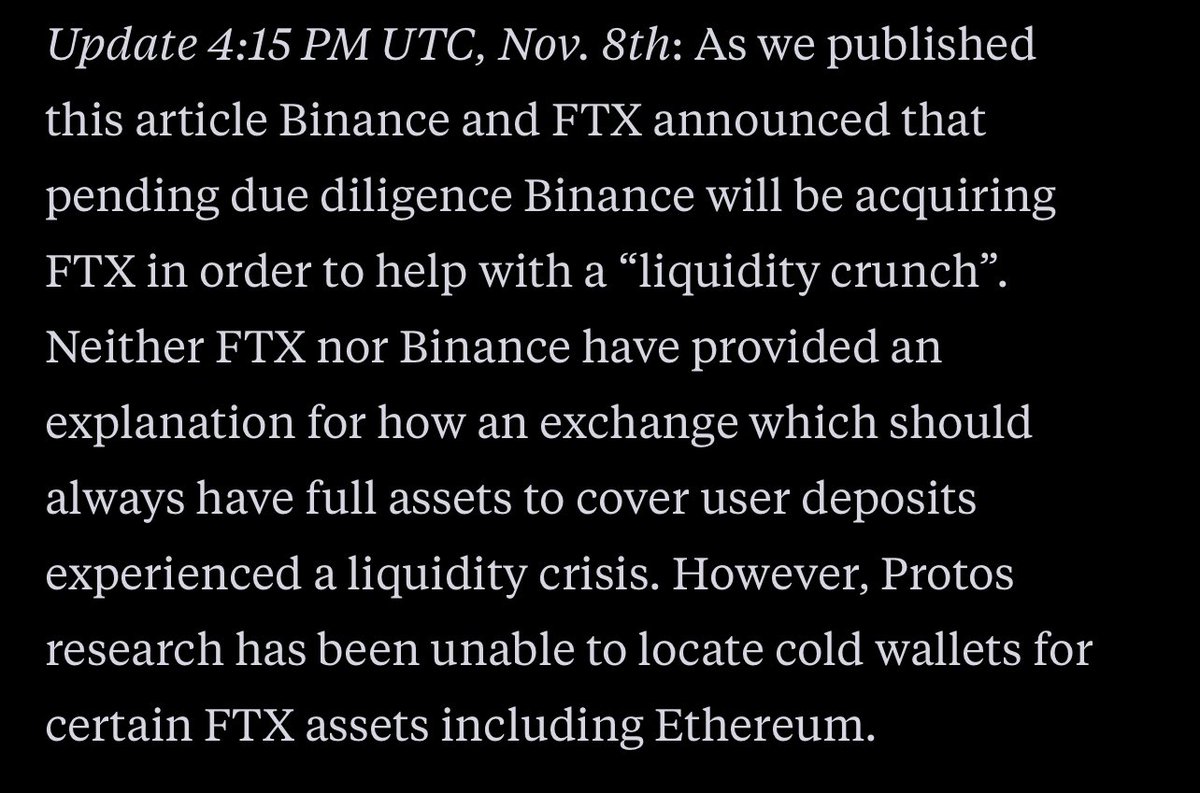 Update 4:15 PM UTC, Nov. 8th: As we published
this article Binance and FTX announced that
pending due diligence Binance will be acquiring
FTX in order to help with a “liquidity crunch”.
Neither FTX nor Binance have provided an
explanation for how an exchange which should
always have full assets to cover user deposits
experienced a liquidity crisis. However, Protos
research has been unable to locate cold wallets for
certain FTX assets including Ethereum.